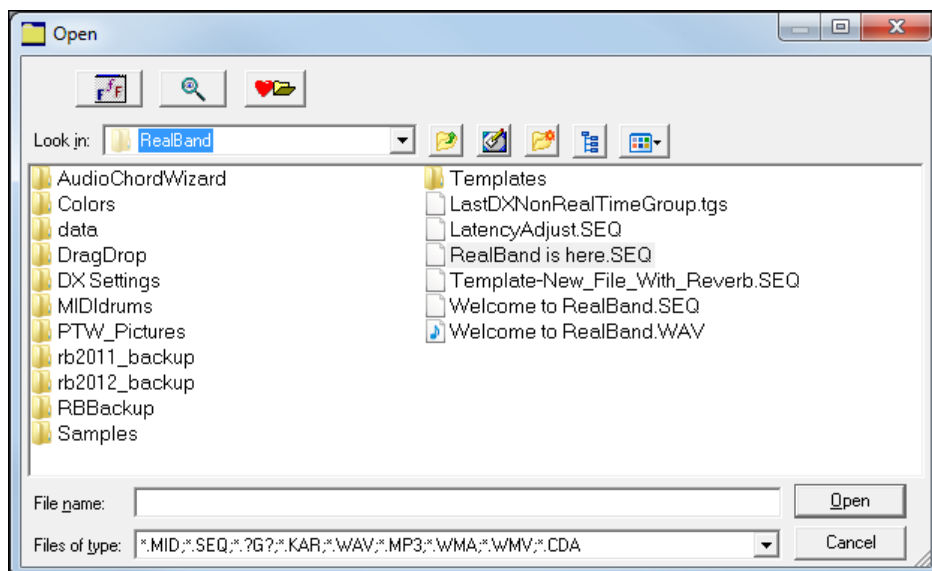 Open
F f F
Look in: RealBand
AudioChordWizard
Colors
data
DragDrop
DX Settings
MIDIdrums
PTW_Pictures
rb2011_backup
rb2012_backup
RBBackup
Samples
Templates
LastDXNonRealTimeGroup.tgs
LatencyAdjust.SEQ
RealBand is here.SEQ
Template-New_File_With_Reverb.SEQ
Welcome to RealBand.SEQ
Welcome to RealBand.WAV
File name:
Open
Files of type: *.MID;*.SEQ;*.?G?;*.KAR;*.WAV;*.MP3;*.WMA;*.WMV;*.CDA
Cancel